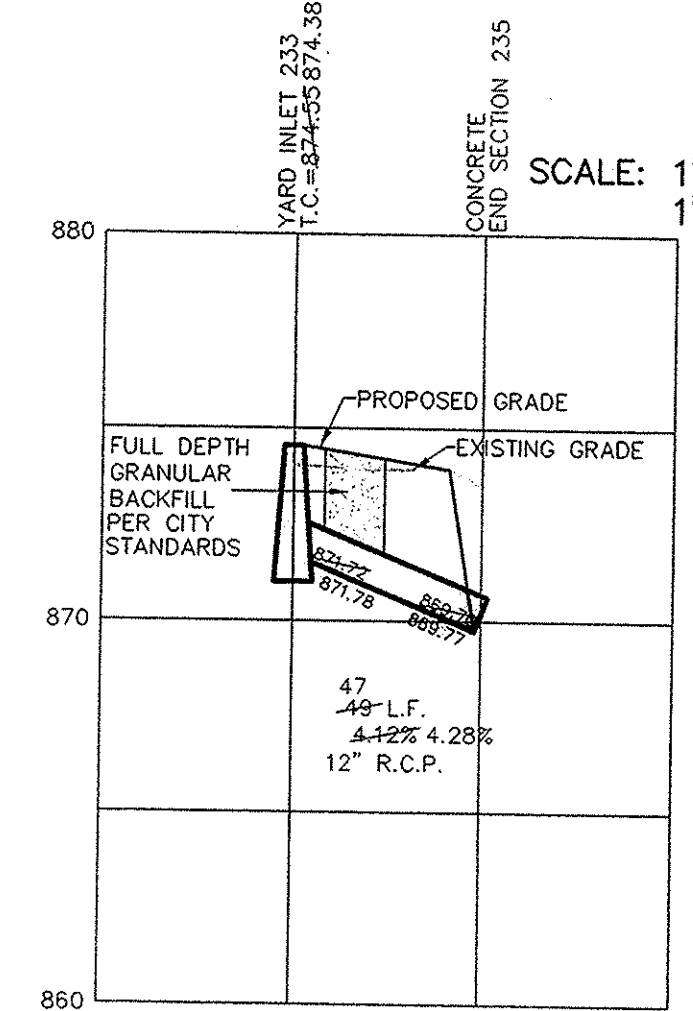 YARD INLET 233
T.C.=874.55 874.38
CONCRETE
END SECTION 235
SCALE: 1"
1"
880
PROPOSED GRADE
EXISTING GRADE
FULL DEPTH
GRANULAR
BACKFILL
PER CITY
STANDARDS
871.72
871.78
869.77
870
47
49 L.F.
4.12% 4.28%
12" R.C.P.
860